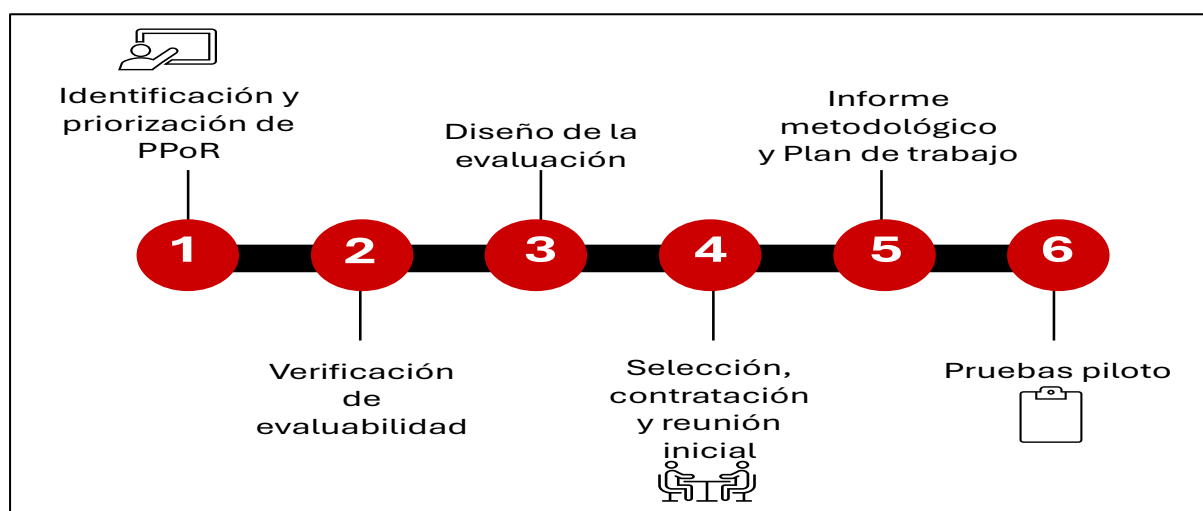 Identificación y
priorización de
PPoR
1
Verificación
de
evaluabilidad
2
Diseño de la
evaluación
3
Selección,
contratación
y reunión
inicial
4
Informe
metodológico
y Plan de trabajo
5
Pruebas piloto
6